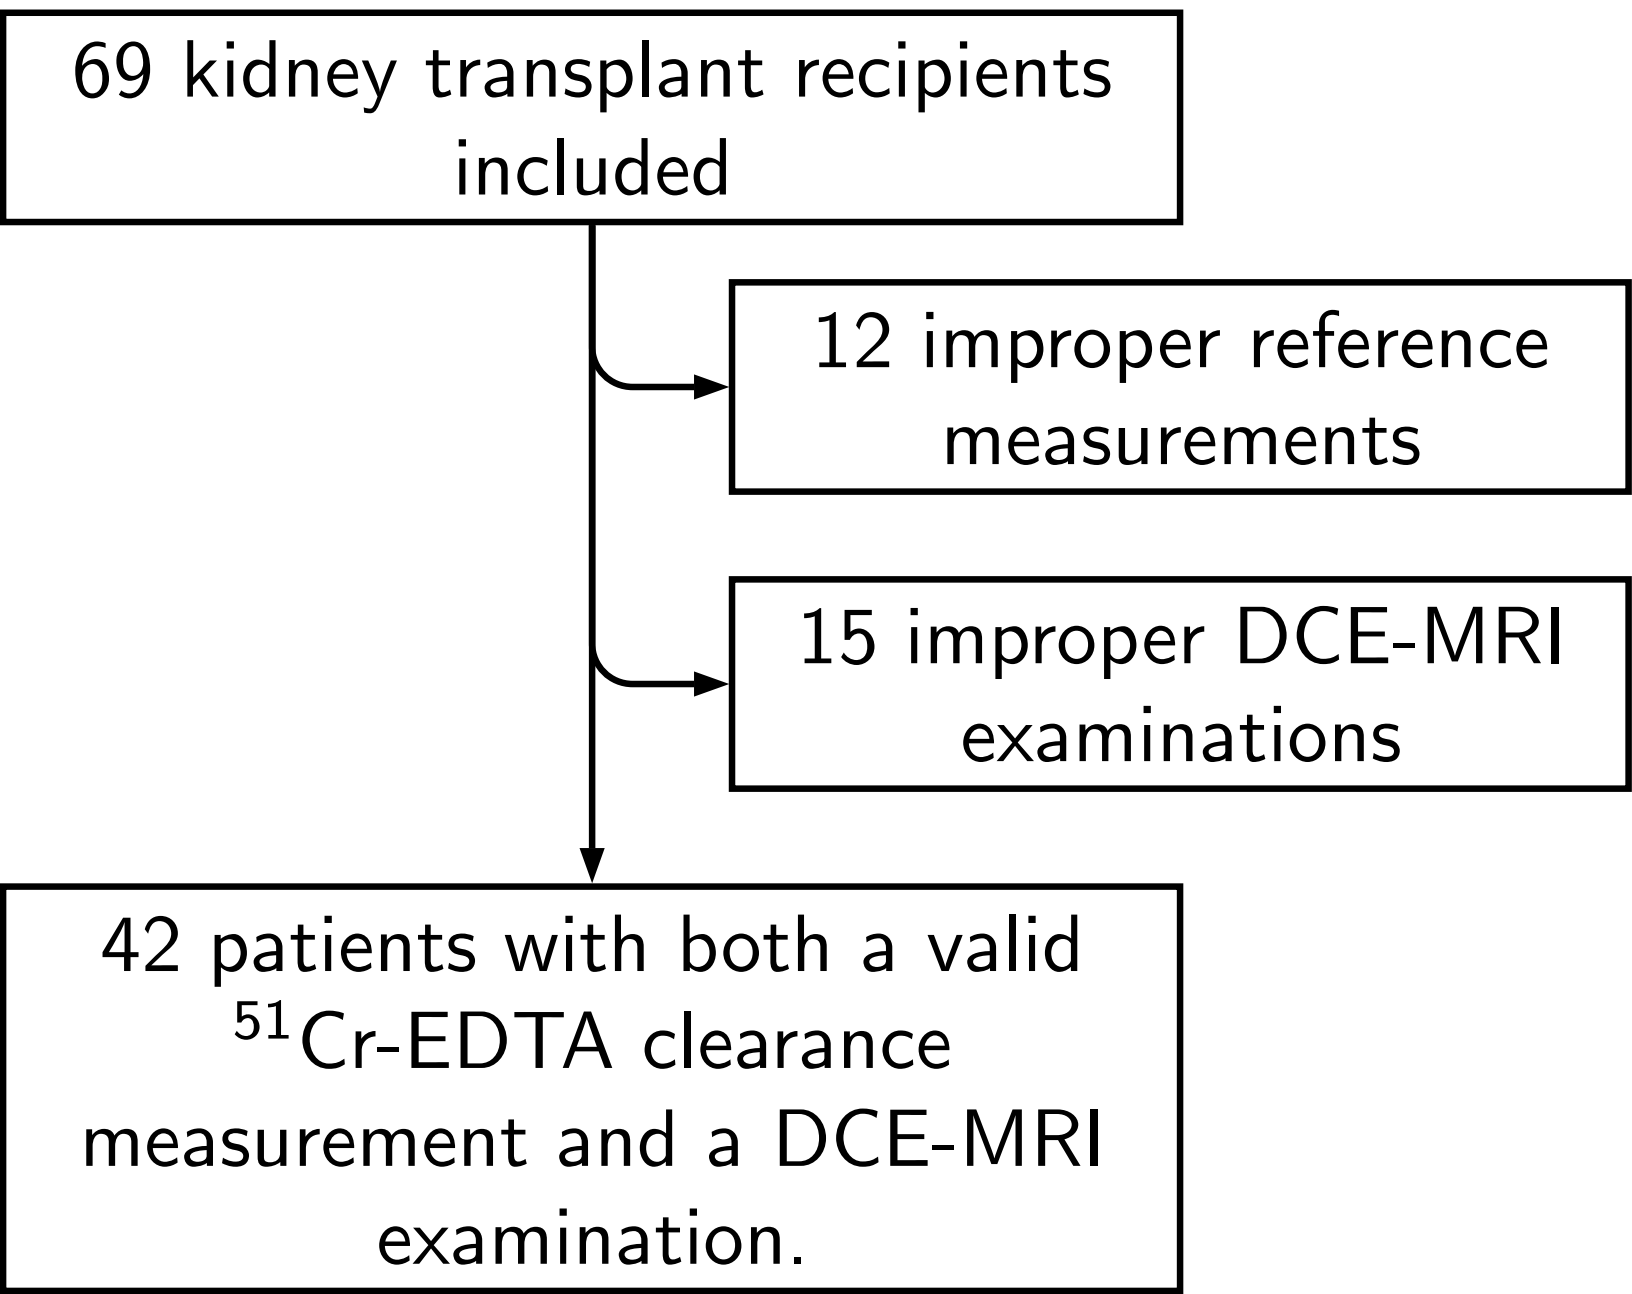 69 kidney transplant recipients
included
12 improper reference
measurements
15 improper DCE-MRI
examinations
42 patients with both a valid
⁵¹Cr-EDTA clearance
measurement and a DCE-MRI
examination.